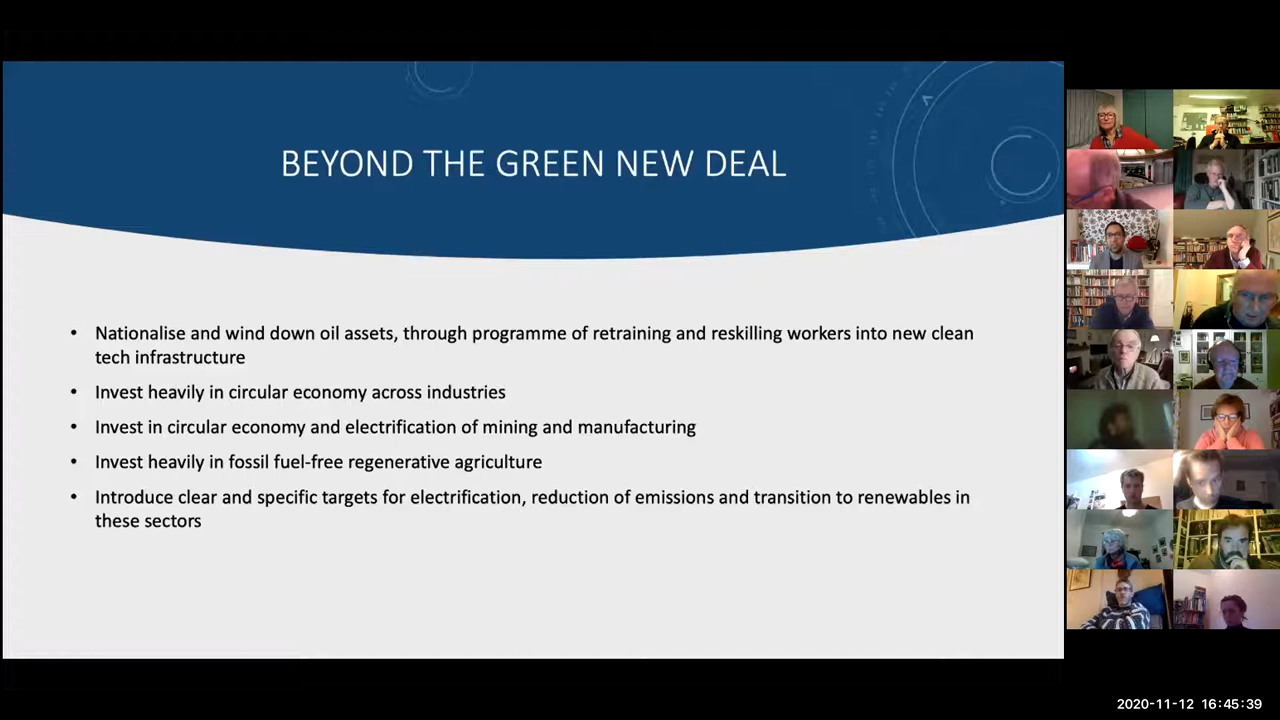 BEYOND THE GREEN NEW DEAL
• Nationalise and wind down oil assets, through programme of retraining and reskilling workers into new clean
tech infrastructure
• Invest heavily in circular economy across industries
• Invest in circular economy and electrification of mining and manufacturing
• Invest heavily in fossil fuel-free regenerative agriculture
• Introduce clear and specific targets for electrification, reduction of emissions and transition to renewables in
these sectors
2020-11-12 16:45:39